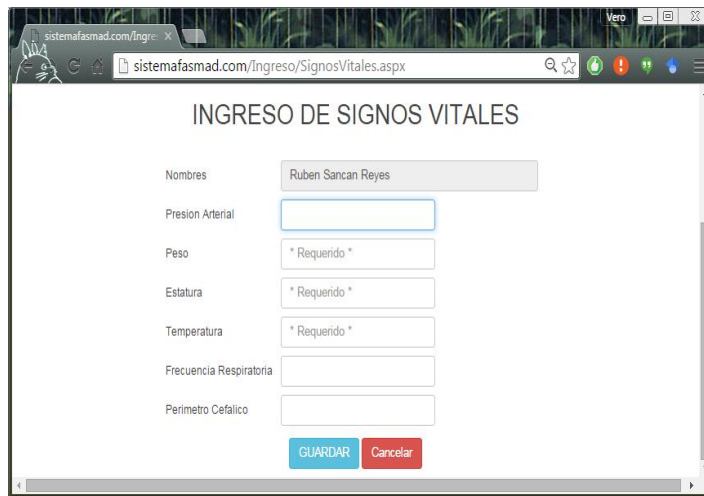 Vero
sistemafasmad.com/Ingre
sistemafasmad.com/Ingreso/SignosVitales.aspx
INGRESO DE SIGNOS VITALES
Nombres Ruben Sancan Reyes
Presion Arterial
Peso * Requerido *
Estatura * Requerido *
Temperatura * Requerido *
Frecuencia Respiratoria
Perimetro Cefalico
GUARDAR Cancelar